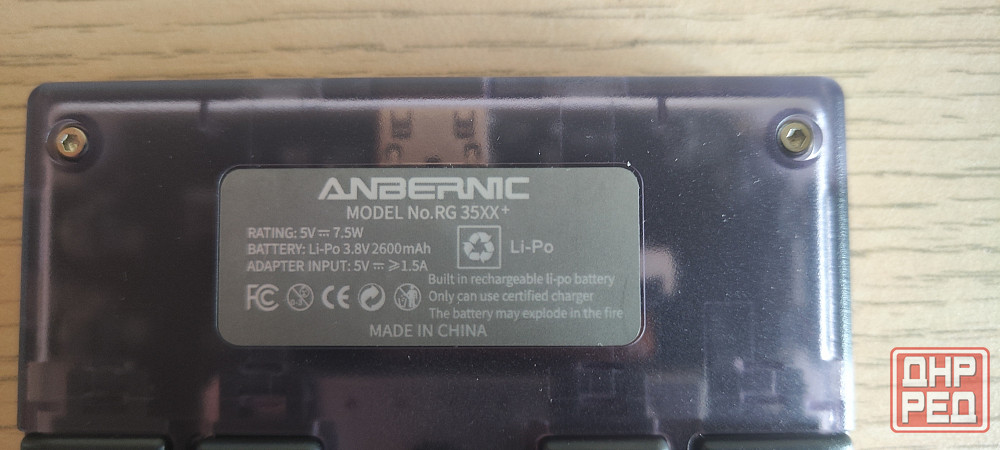 ANBERNIC
MODEL No.RG 35XX+
RATING: 5V⎓7.5W
BATTERY: Li-Po 3.8V 2600mAh
ADAPTER INPUT: 5V⎓≥1.5A
Li-Po
Built in rechargeable li-po battery
FC CE Only can use certified charger
The battery may explode in the fire
MADE IN CHINA
ДНР
РЕД